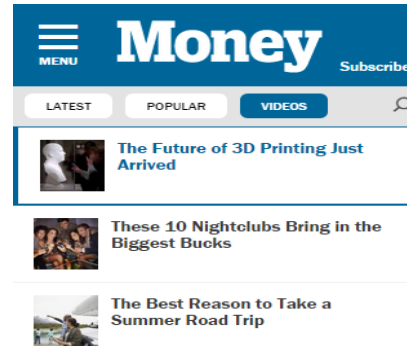 Money
MENU
Subscribe
LATEST
POPULAR
VIDEOS
The Future of 3D Printing Just
Arrived
These 10 Nightclubs Bring in the
Biggest Bucks
The Best Reason to Take a
Summer Road Trip